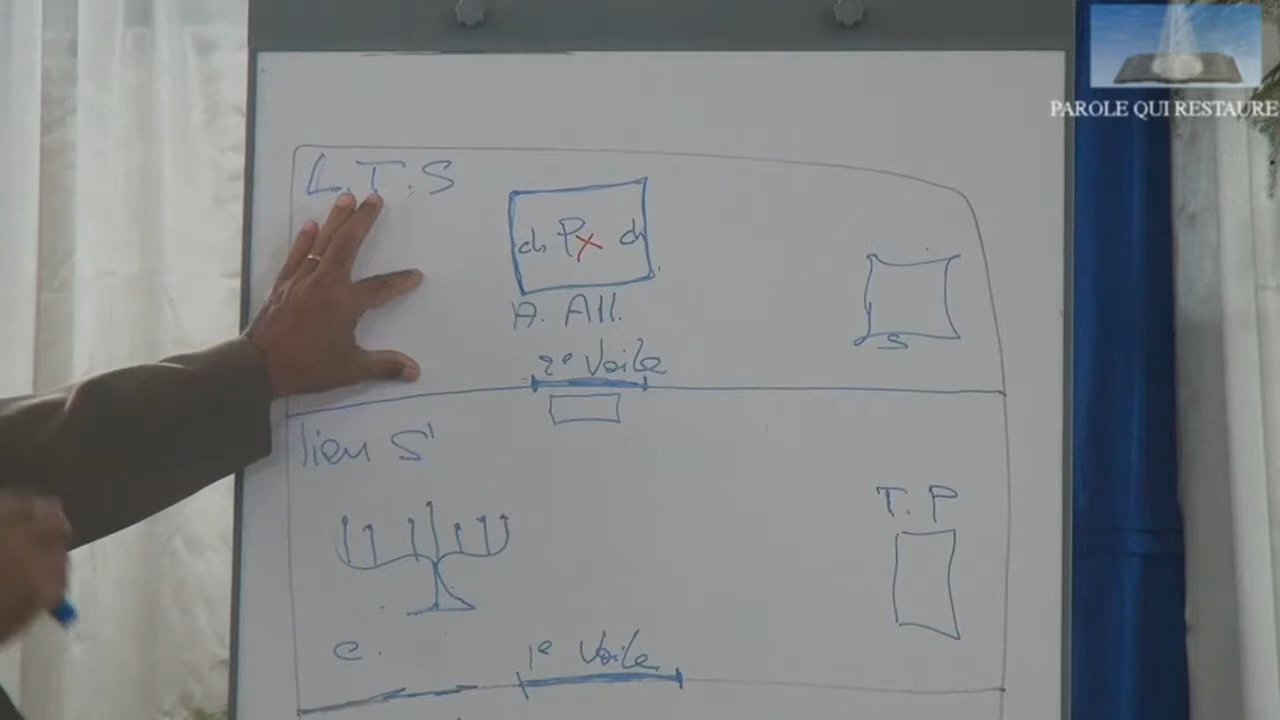 PAROLE QUI RESTAURE
L.T.S
ch Px ch
A. All.
2e Voile
S
lieu S'
T. P
C.
1e Voile